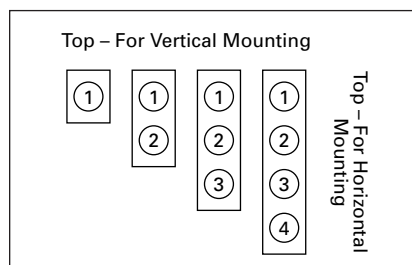 Top – For Vertical Mounting
1 1 1 1
2 2 2
3 3
4
Top – For Horizontal
Mounting